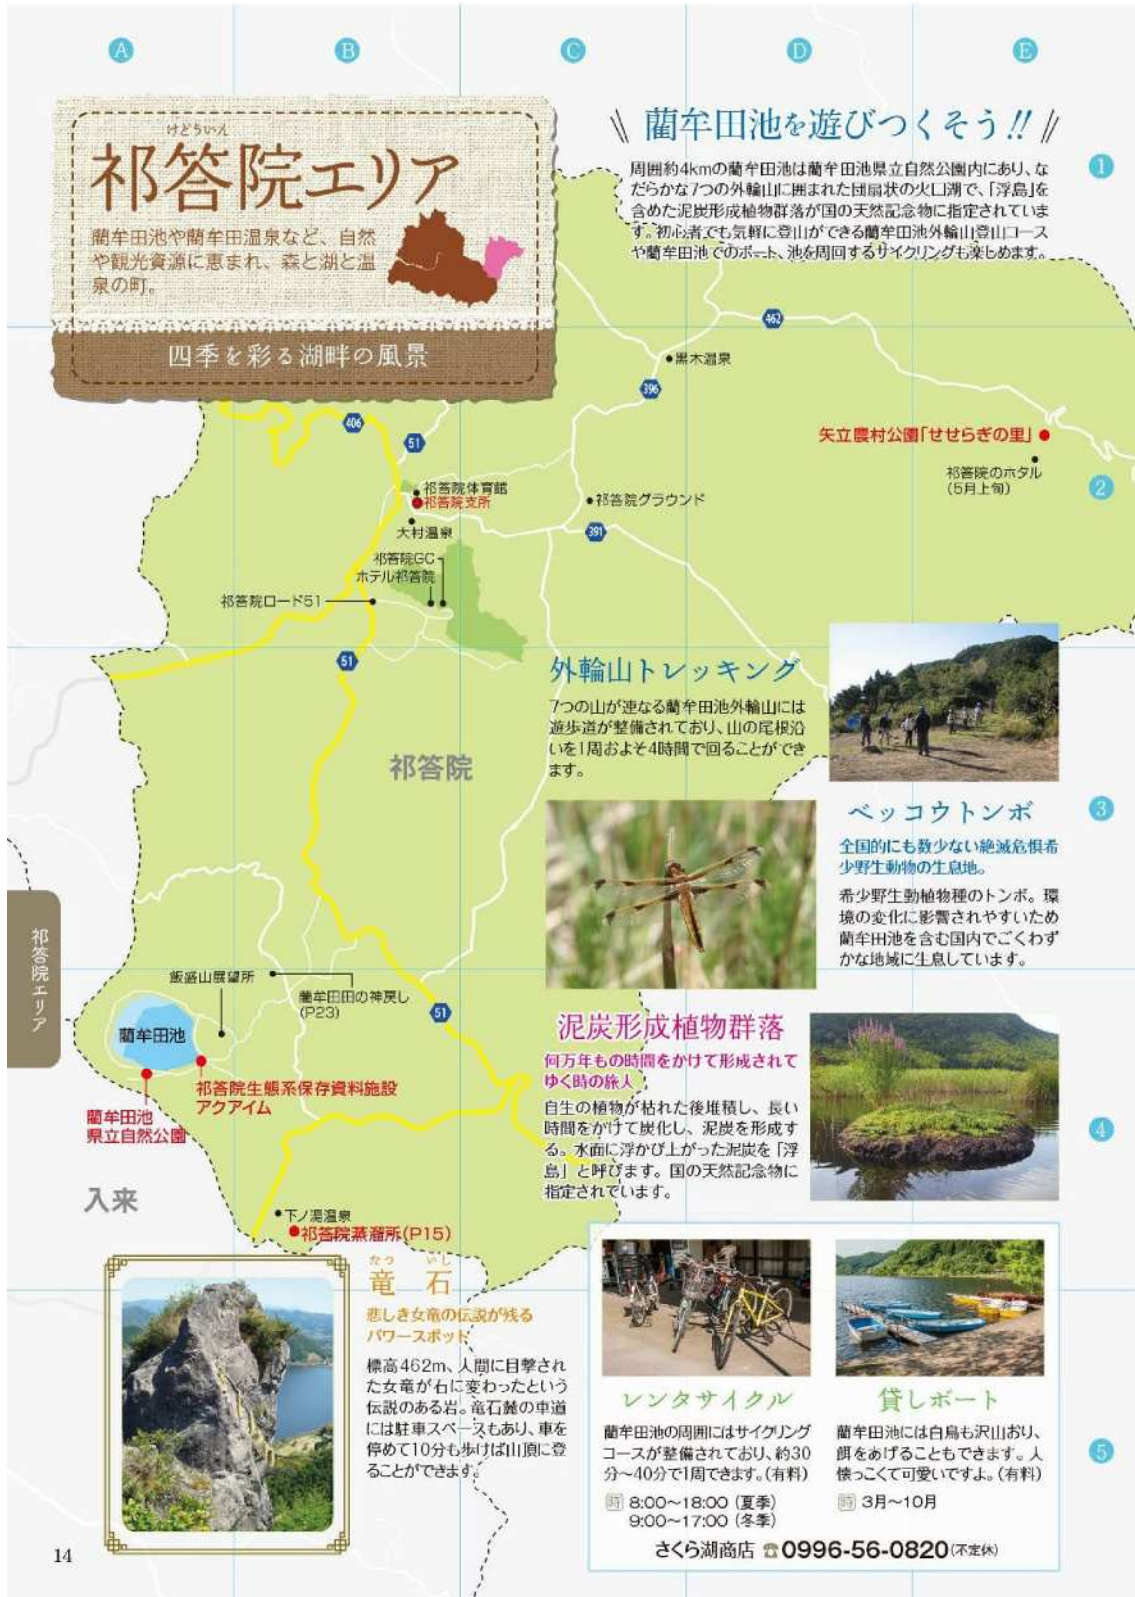 A
B
C
D
E
けどういん
祁答院エリア
藺牟田池や藺牟田温泉など、自然
や観光資源に恵まれ、森と湖と温
泉の町。
四季を彩る湖畔の風景
藺牟田池を遊びつくそう!!
周囲約4kmの藺牟田池は藺牟田池県立自然公園内にあり、な
だらかな7つの外輪山に囲まれた団扇状の火口湖で、「浮島」を
含めた泥炭形成植物群落が国の天然記念物に指定されていま
す。初心者でも気軽に登山ができる藺牟田池外輪山登山コース
や藺牟田池でのボート、池を周回するサイクリングも楽しめます。
1
462
黒木温泉
396
406
51
矢立農村公園「せせらぎの里」
祁答院のホタル
(5月上旬)
2
祁答院体育館
祁答院支所
祁答院グラウンド
大村温泉
391
祁答院GC
ホテル祁答院
祁答院ロード51
51
外輪山トレッキング
7つの山が連なる藺牟田池外輪山には
遊歩道が整備されており、山の尾根沿
いを1周およそ4時間で回ることができ
ます。
祁答院
ベッコウトンボ
3
全国的にも数少ない絶滅危惧希
少野生動物の生息地。
希少野生動植物種のトンボ。環
境の変化に影響されやすいため
藺牟田池を含む国内でごくわず
かな地域に生息しています。
祁答院エリア
飯盛山展望所
藺牟田田の神戻し
(P23)
51
藺牟田池
祁答院生態系保存資料施設
アクアイム
藺牟田池
県立自然公園
泥炭形成植物群落
何万年もの時間をかけて形成されて
ゆく時の旅人
自生の植物が枯れた後堆積し、長い
時間をかけて炭化し、泥炭を形成す
る。水面に浮かび上がった泥炭を「浮
島」と呼びます。国の天然記念物に
指定されています。
4
入来
下ノ湯温泉
祁答院蒸溜所(P15)
たつ いし
竜石
悲しき女竜の伝説が残る
パワースポット
標高462m、人間に目撃され
た女竜が石に変わったという
伝説のある岩。竜石麓の車道
には駐車スペースもあり、車を
停めて10分も歩けば山頂に登
ることができます。
レンタサイクル
藺牟田池の周囲にはサイクリング
コースが整備されており、約30
分〜40分で1周できます。(有料)
時 8:00〜18:00 (夏季)
9:00〜17:00 (冬季)
貸しボート
藺牟田池には白鳥も沢山おり、
餌をあげることもできます。人
懐っこくて可愛いですよ。(有料)
時 3月〜10月
5
さくら湖商店 ☎0996-56-0820(不定休)
14